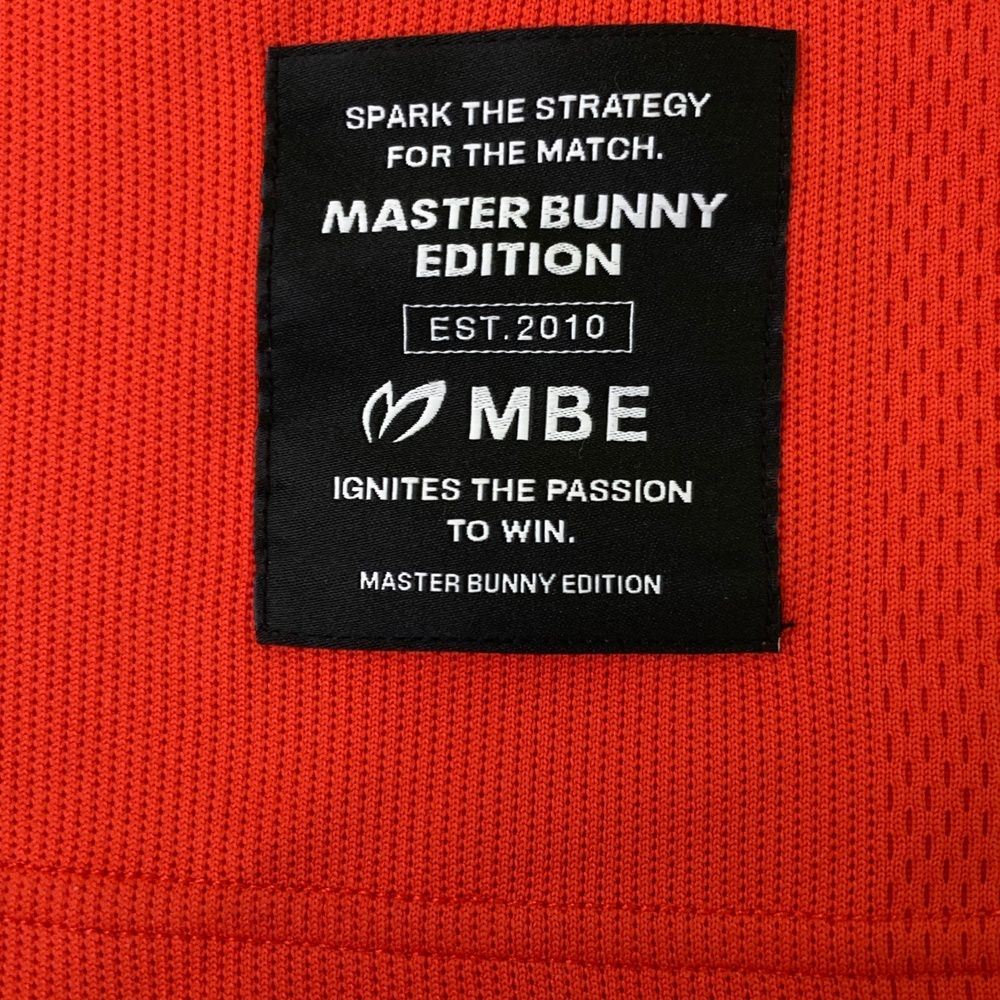 SPARK THE STRATEGY
FOR THE MATCH.
MASTER BUNNY
EDITION
EST.2010
MBE
IGNITES THE PASSION
TO WIN.
MASTER BUNNY EDITION